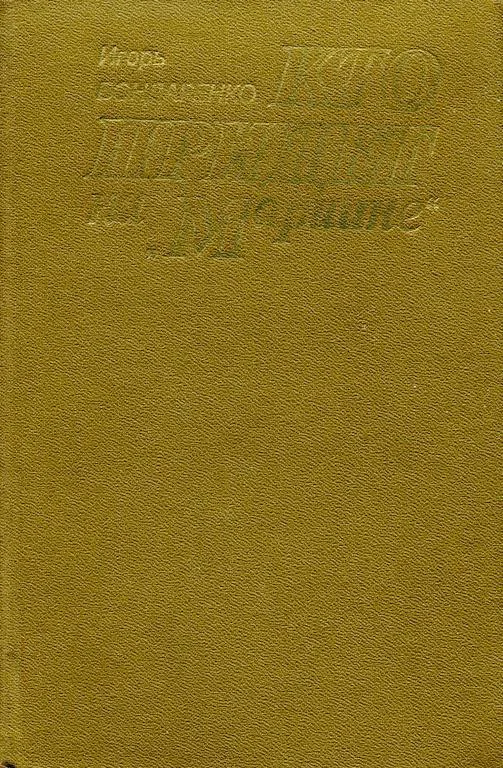 Игорь
БОНДАРЕНКО
КТО
ПРИДЕТ
НА
„Мариине“